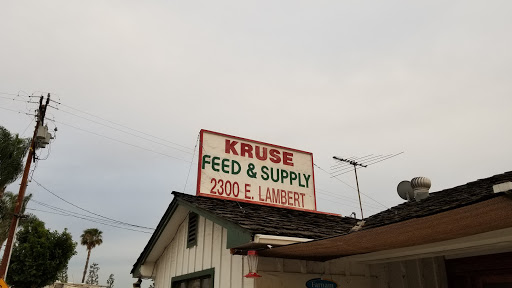 KRUSE
FEED & SUPPLY
2300 E. LAMBERT